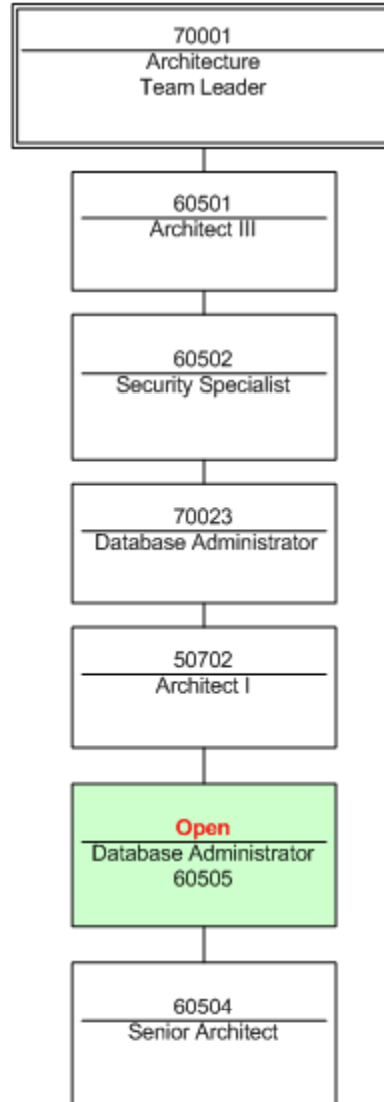 70001
Architecture
Team Leader
60501
Architect III
60502
Security Specialist
70023
Database Administrator
50702
Architect I
Open
Database Administrator
60505
60504
Senior Architect